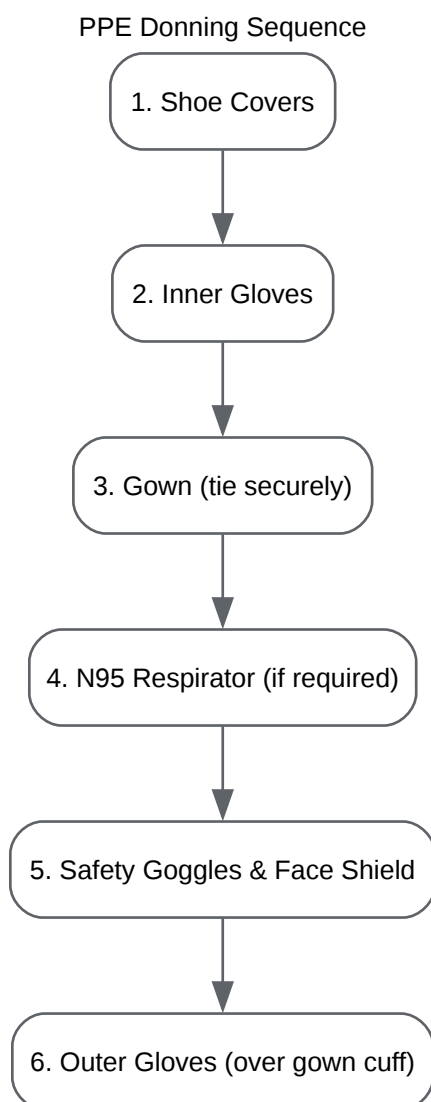 PPE Donning Sequence
1. Shoe Covers
2. Inner Gloves
3. Gown (tie securely)
4. N95 Respirator (if required)
5. Safety Goggles & Face Shield
6. Outer Gloves (over gown cuff)